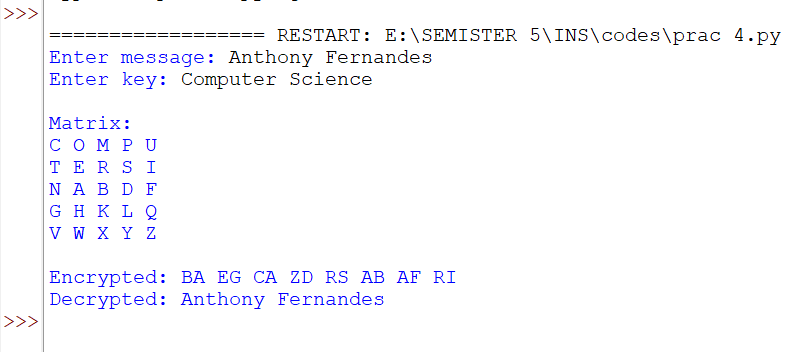 >>>
================== RESTART: E:\SEMISTER 5\INS\codes\prac 4.py
Enter message: Anthony Fernandes
Enter key: Computer Science
Matrix:
C O M P U
T E R S I
N A B D F
G H K L Q
V W X Y Z
Encrypted: BA EG CA ZD RS AB AF RI
Decrypted: Anthony Fernandes
>>>